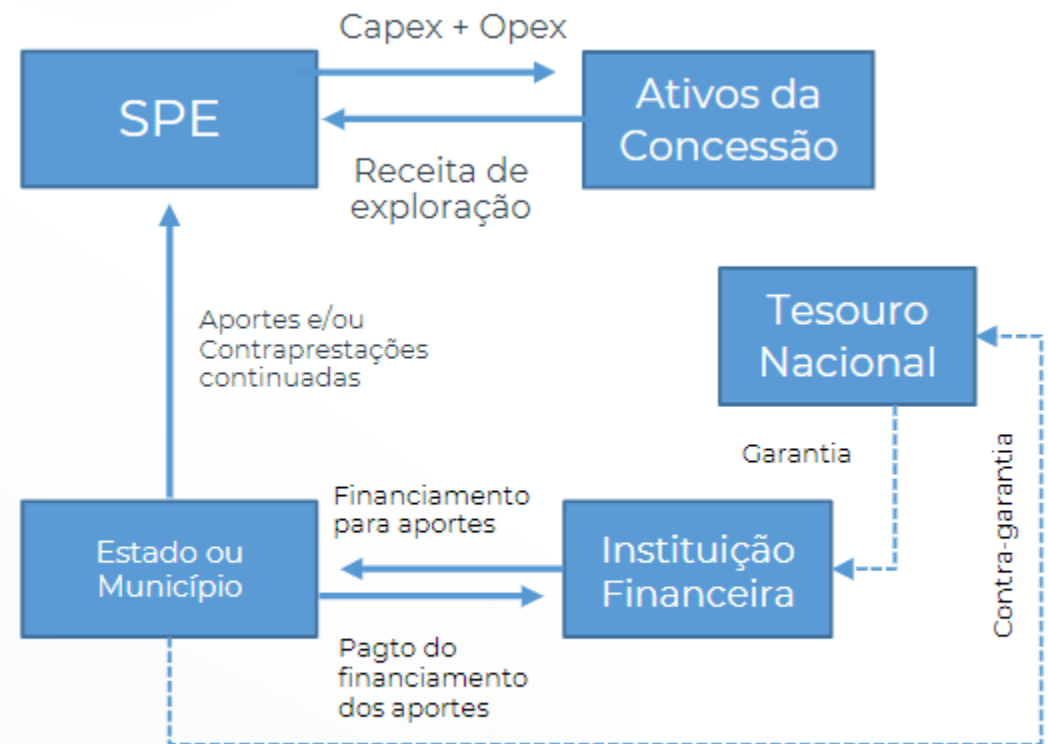 Capex + Opex
SPE
Ativos da
Concessão
Receita de
exploração
Tesouro
Nacional
Aportes e/ou
Contraprestações
continuadas
Garantia
Contra-garantia
Financiamento
para aportes
Estado ou
Município
Instituição
Financeira
Pagto do
financiamento
dos aportes